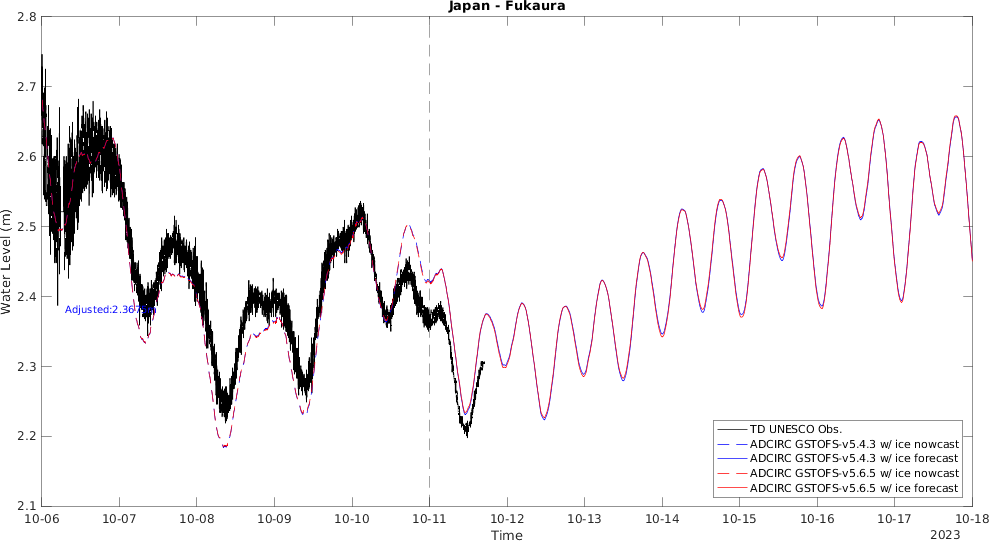 Japan - Fukaura
2.8
2.7
2.6
2.5
2.4
2.3
2.2
2.1
Water Level (m)
TD UNESCO Obs.
ADCIRC GSTOFS-v5.4.3 w/ ice nowcast
ADCIRC GSTOFS-v5.4.3 w/ ice forecast
ADCIRC GSTOFS-v5.6.5 w/ ice nowcast
ADCIRC GSTOFS-v5.6.5 w/ ice forecast
10-06 10-07 10-08 10-09 10-10 10-11 10-12 10-13 10-14 10-15 10-16 10-17 10-18
Time
2023